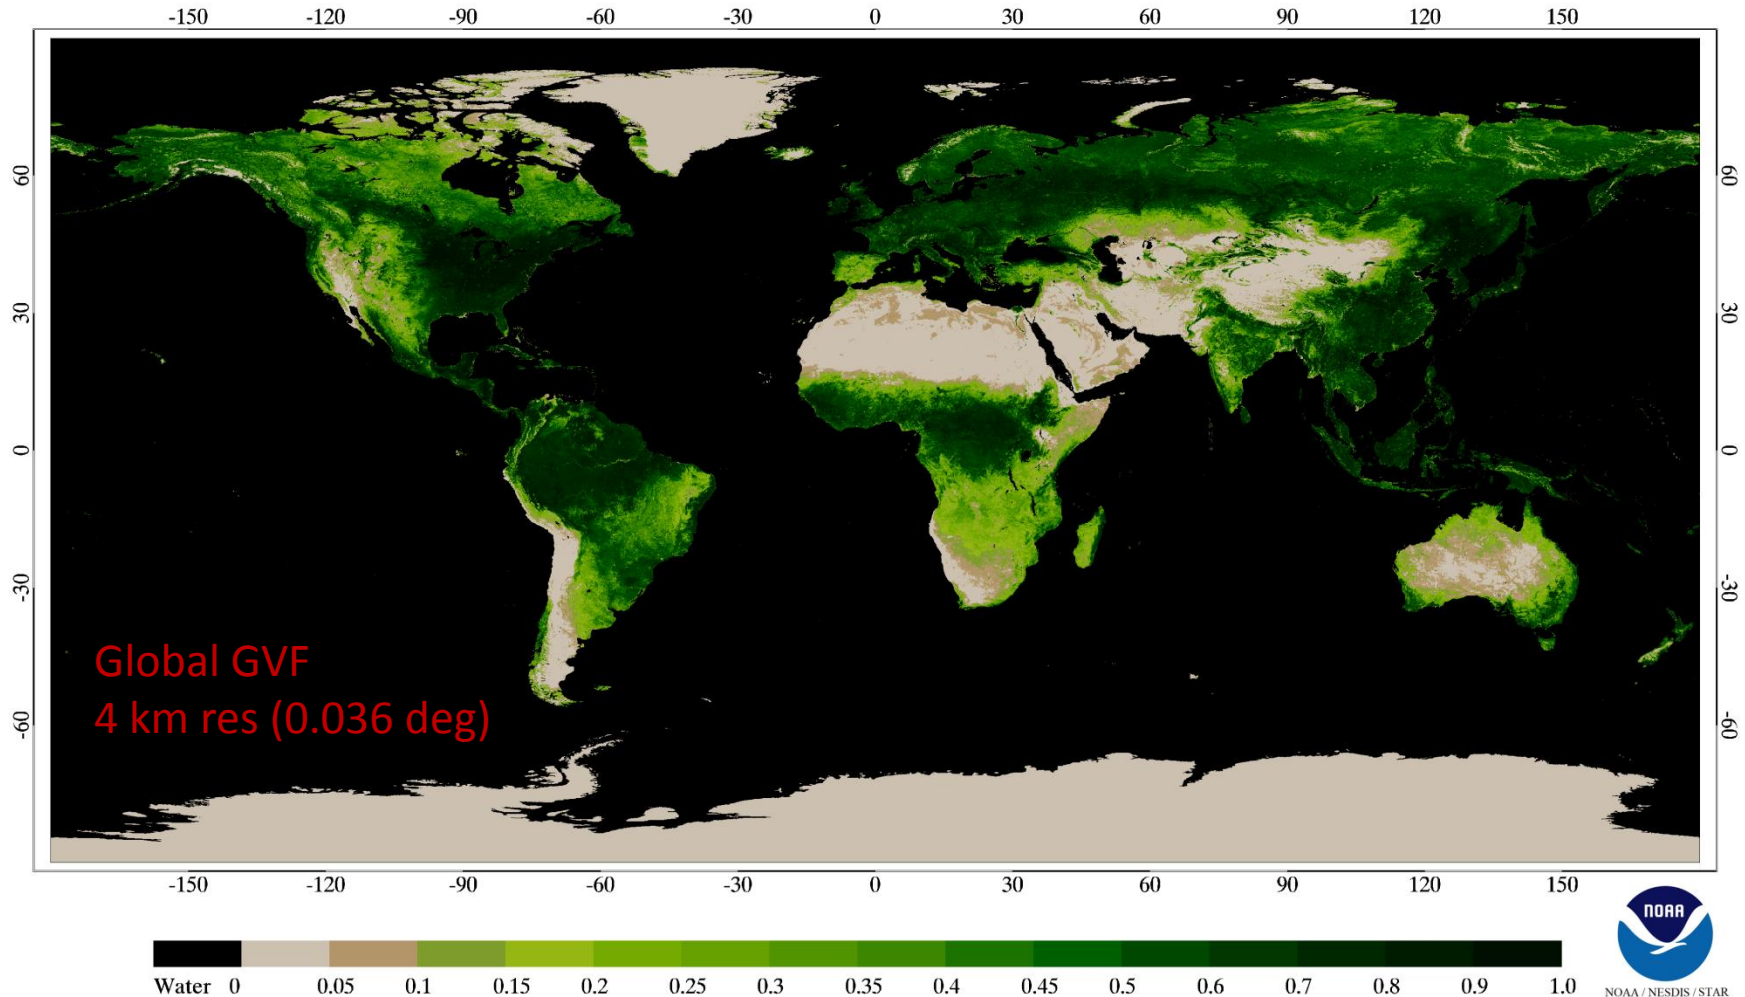 -150 -120 -90 -60 -30 0 30 60 90 120 150
60 60
30 30
0 0
-30 -30
-60 -60
Global GVF
4 km res (0.036 deg)
-150 -120 -90 -60 -30 0 30 60 90 120 150
NOAA
Water 0 0.05 0.1 0.15 0.2 0.25 0.3 0.35 0.4 0.45 0.5 0.6 0.7 0.8 0.9 1.0
NOAA / NESDIS / STAR